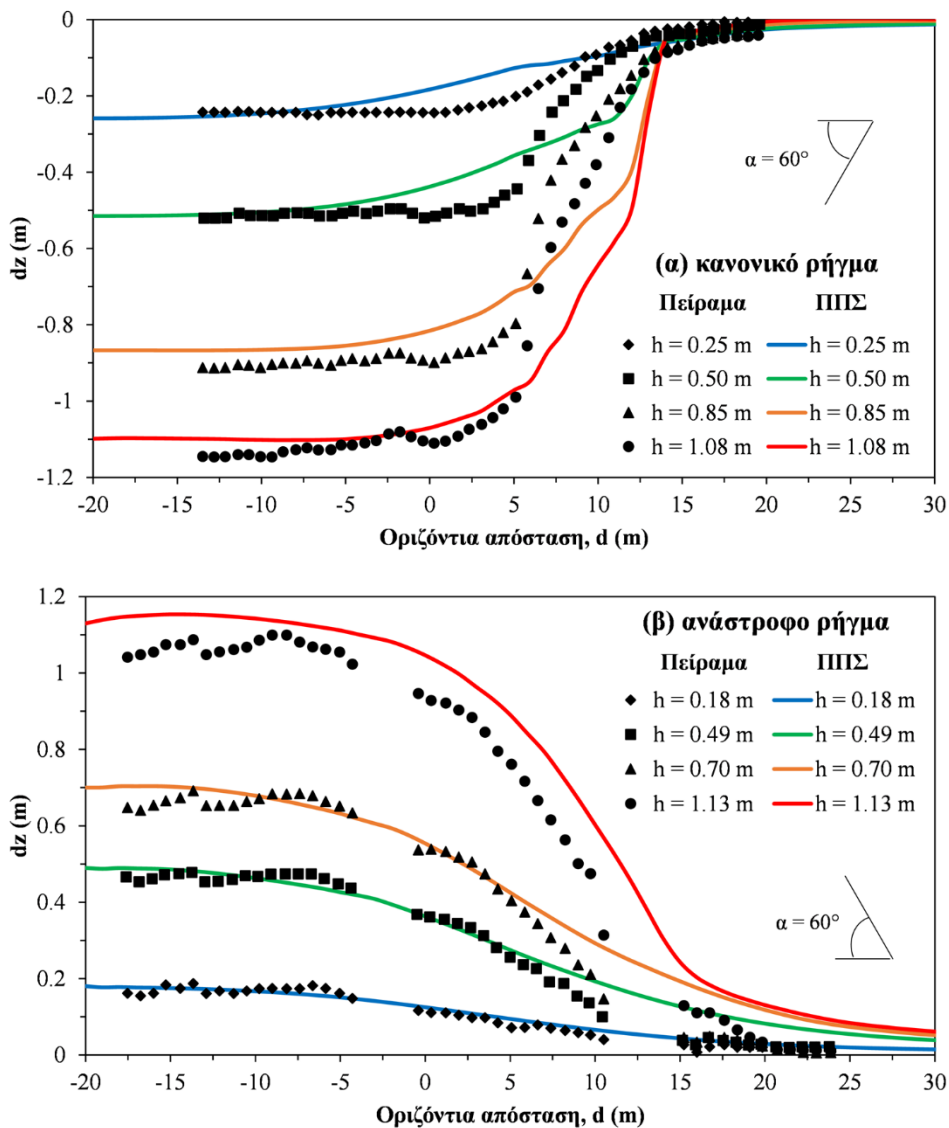 0
-0.2
-0.4
-0.6
-0.8
-1
-1.2
dz (m)
α = 60°
(α) κανονικό ρήγμα
Πείραμα ΠΠΣ
h = 0.25 m h = 0.25 m
h = 0.50 m h = 0.50 m
h = 0.85 m h = 0.85 m
h = 1.08 m h = 1.08 m
-20 -15 -10 -5 0 5 10 15 20 25 30
Οριζόντια απόσταση, d (m)
1.2
1
0.8
0.6
0.4
0.2
0
dz (m)
(β) ανάστροφο ρήγμα
Πείραμα ΠΠΣ
h = 0.18 m h = 0.18 m
h = 0.49 m h = 0.49 m
h = 0.70 m h = 0.70 m
h = 1.13 m h = 1.13 m
α = 60°
-20 -15 -10 -5 0 5 10 15 20 25 30
Οριζόντια απόσταση, d (m)